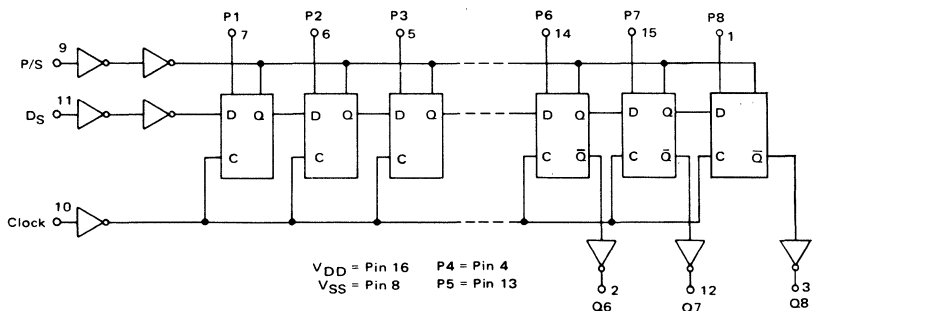 P1 P2 P3 P6 P7 P8
7 6 5 14 15 1
9
P/S
11
DS
D Q D Q D Q D Q D Q D
C C C C Q̅ C Q̅ C Q̅
10
Clock
VDD = Pin 16 P4 = Pin 4
VSS = Pin 8 P5 = Pin 13
2 12 3
Q6 Q7 Q8